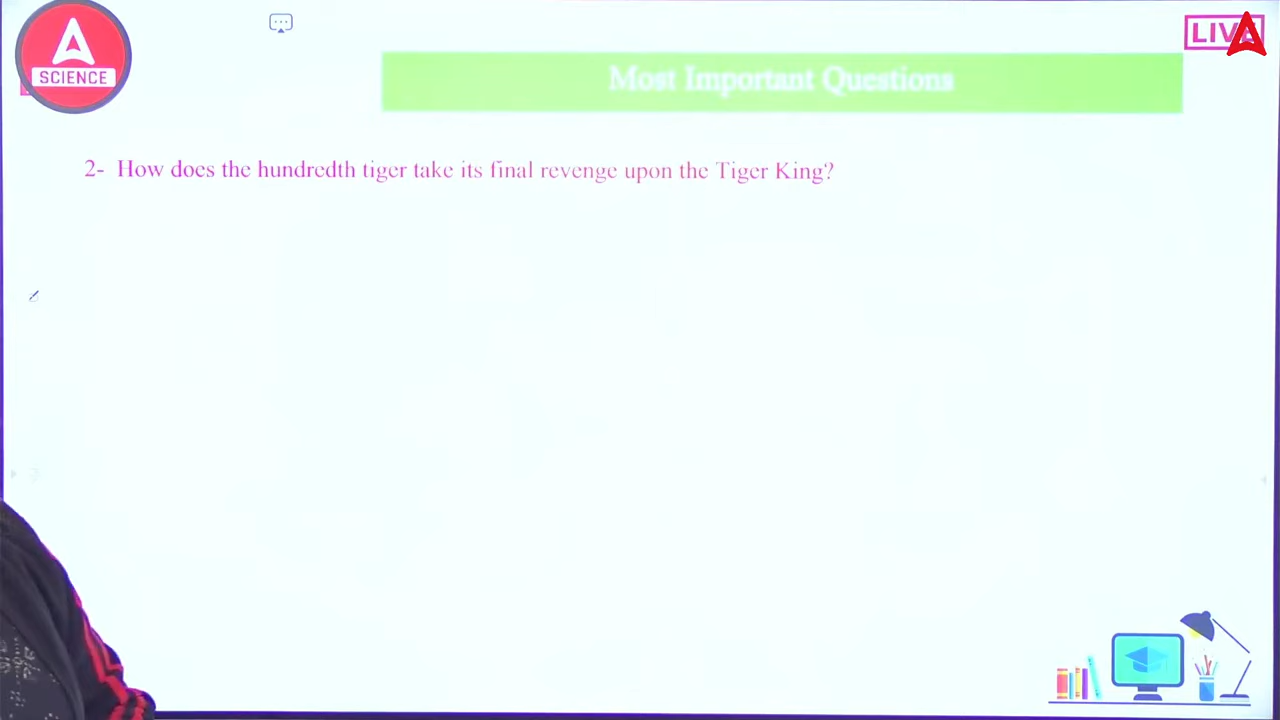 SCIENCE
LIVE
Most Important Questions
2- How does the hundredth tiger take its final revenge upon the Tiger King?